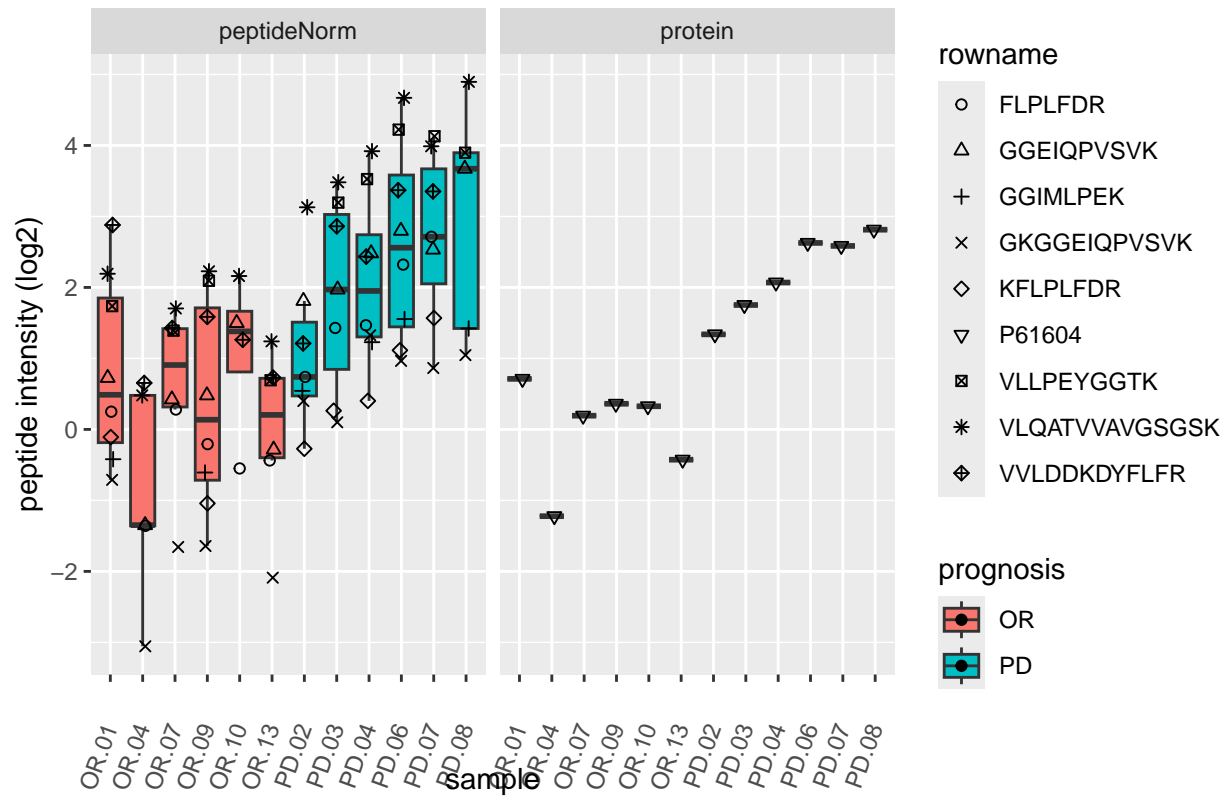 peptideNorm
protein
peptide intensity (log2)
4
2
0
−2
OR.01
OR.04
OR.07
OR.09
OR.10
OR.13
PD.02
PD.03
PD.04
PD.06
PD.07
PD.08
OR.01
OR.04
OR.07
OR.09
OR.10
OR.13
PD.02
PD.03
PD.04
PD.06
PD.07
PD.08
sample
rowname
FLPLFDR
GGEIQPVSVK
GGIMLPEK
GKGGEIQPVSVK
KFLPLFDR
P61604
VLLPEYGGTK
VLQATVVAVGSGSK
VVLDDKDYFLFR
prognosis
OR
PD